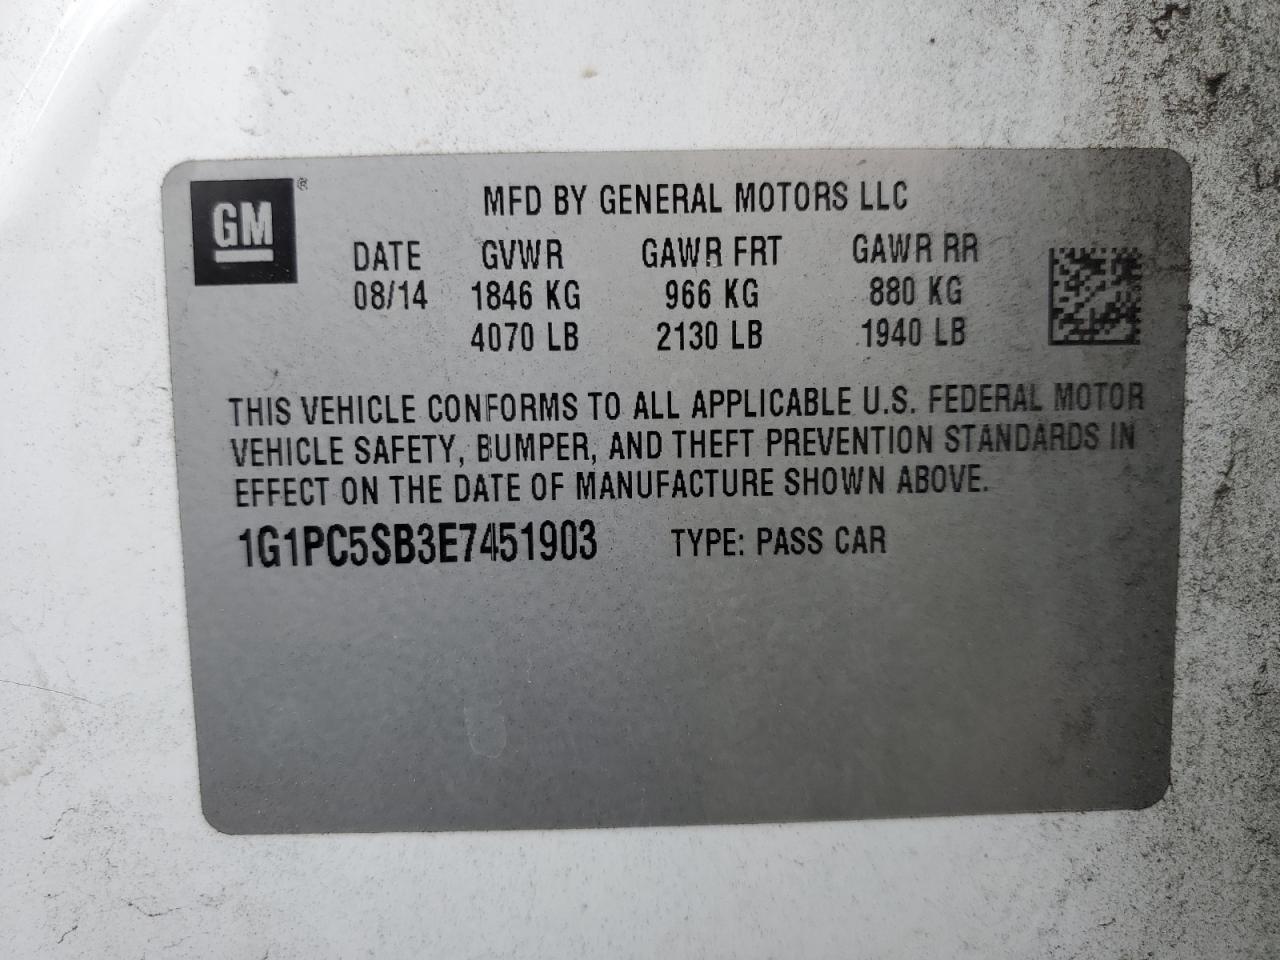 GM®
MFD BY GENERAL MOTORS LLC
DATE GVWR GAWR FRT GAWR RR
08/14 1846 KG 966 KG 880 KG
4070 LB 2130 LB 1940 LB
THIS VEHICLE CONFORMS TO ALL APPLICABLE U.S. FEDERAL MOTOR
VEHICLE SAFETY, BUMPER, AND THEFT PREVENTION STANDARDS IN
EFFECT ON THE DATE OF MANUFACTURE SHOWN ABOVE.
1G1PC5SB3E7451903 TYPE: PASS CAR